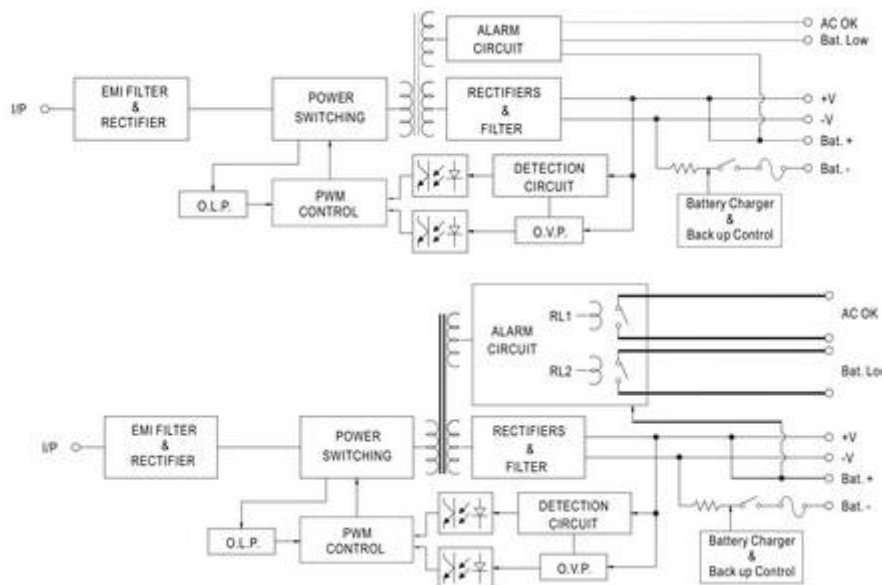 ALARM
CIRCUIT
AC OK
Bat. Low
I/P
EMI FILTER
&
RECTIFIER
POWER
SWITCHING
RECTIFIERS
&
FILTER
+V
-V
Bat. +
Bat. -
O.L.P.
PWM
CONTROL
DETECTION
CIRCUIT
O.V.P.
Battery Charger
&
Back up Control
ALARM
CIRCUIT
RL1
RL2
AC OK
Bat. Low
I/P
EMI FILTER
&
RECTIFIER
POWER
SWITCHING
RECTIFIERS
&
FILTER
+V
-V
Bat. +
Bat. -
O.L.P.
PWM
CONTROL
DETECTION
CIRCUIT
O.V.P.
Battery Charger
&
Back up Control